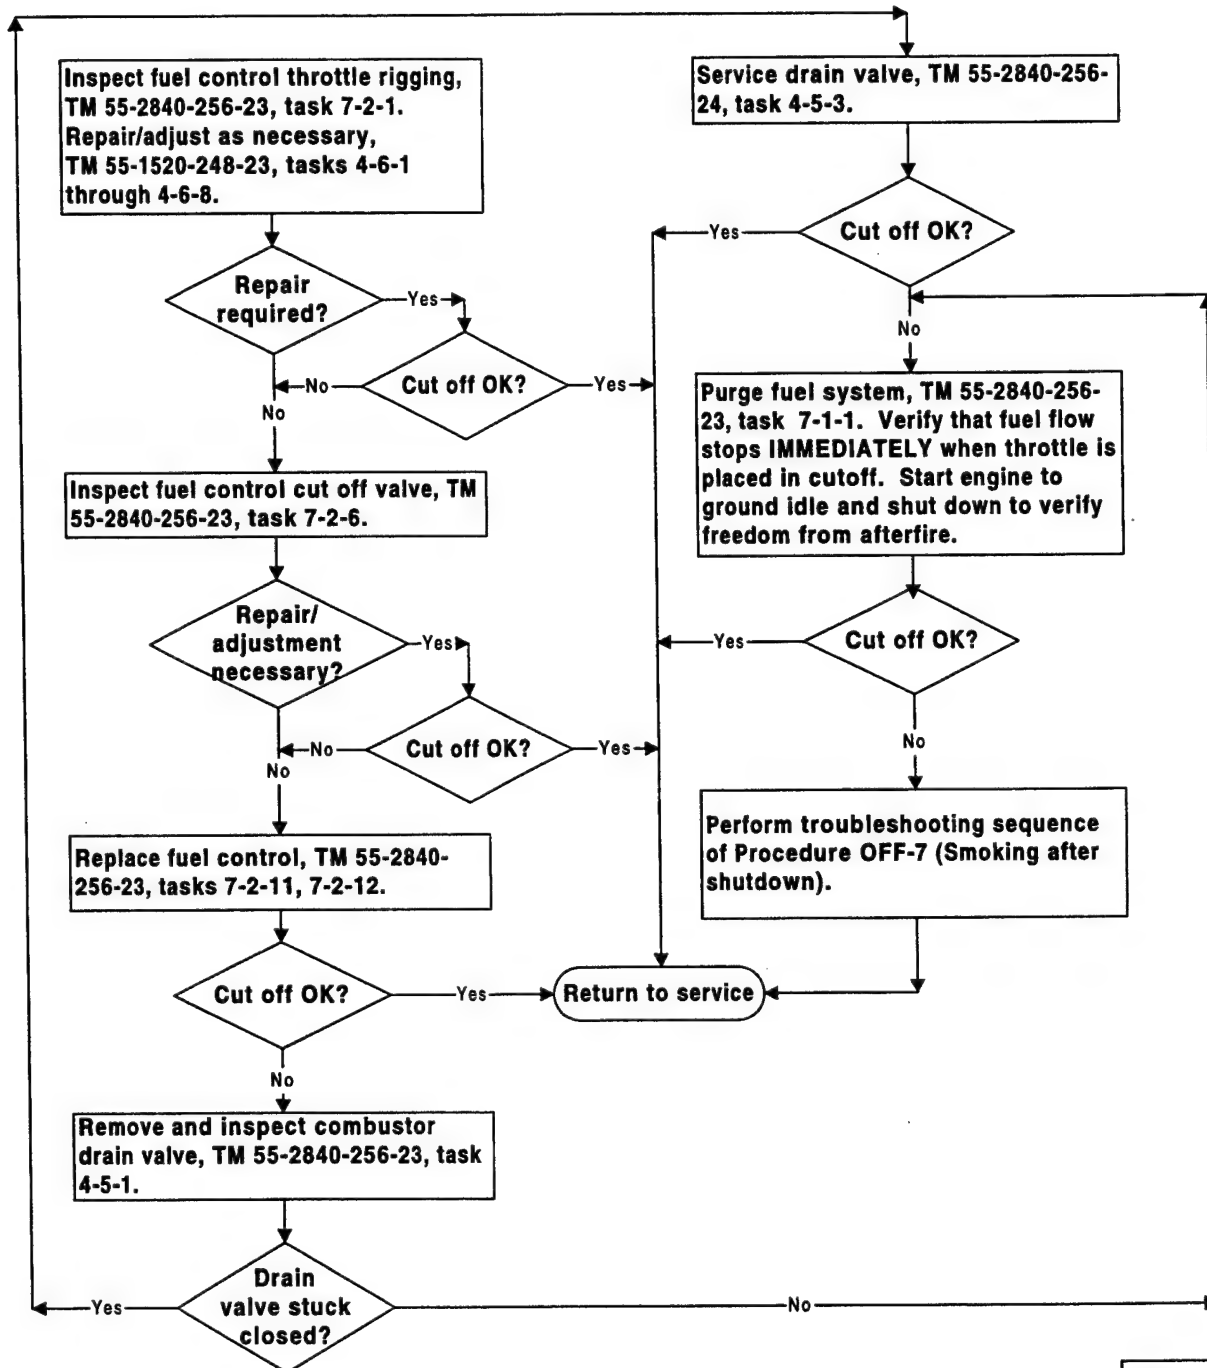 Inspect fuel control throttle rigging,
TM 55-2840-256-23, task 7-2-1.
Repair/adjust as necessary,
TM 55-1520-248-23, tasks 4-6-1
through 4-6-8.
Repair
required?
Yes
Cut off OK?
No
Yes
No
Inspect fuel control cut off valve, TM
55-2840-256-23, task 7-2-6.
Repair/
adjustment
necessary?
Yes
Cut off OK?
No
Yes
No
Replace fuel control, TM 55-2840-
256-23, tasks 7-2-11, 7-2-12.
Cut off OK?
Yes
No
Remove and inspect combustor
drain valve, TM 55-2840-256-23, task
4-5-1.
Drain
valve stuck
closed?
Yes
No
Service drain valve, TM 55-2840-256-
24, task 4-5-3.
Cut off OK?
Yes
No
Purge fuel system, TM 55-2840-256-
23, task 7-1-1. Verify that fuel flow
stops IMMEDIATELY when throttle is
placed in cutoff. Start engine to
ground idle and shut down to verify
freedom from afterfire.
Cut off OK?
Yes
No
Perform troubleshooting sequence
of Procedure OFF-7 (Smoking after
shutdown).
Return to service